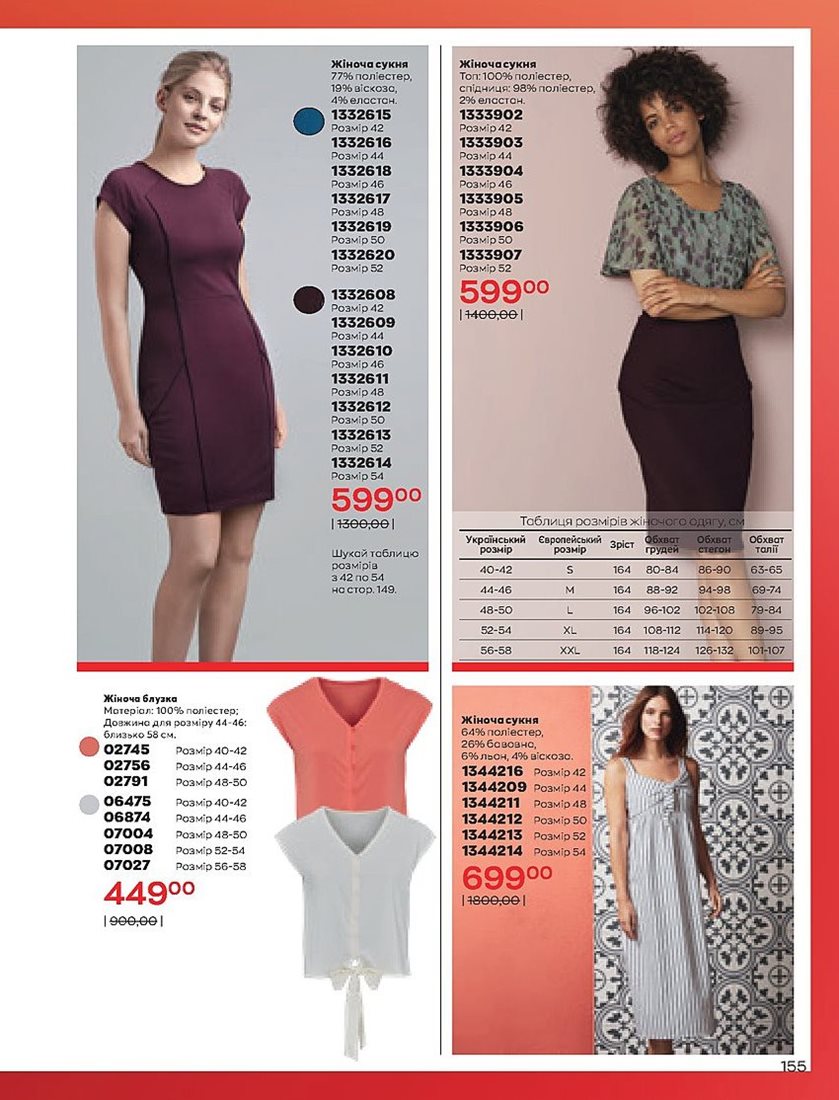 Жіноча сукня
77% поліестер,
19% віскоза,
4% еластан.
1332615
Розмір 42
1332616
Розмір 44
1332618
Розмір 46
1332617
Розмір 48
1332619
Розмір 50
1332620
Розмір 52
1332608
Розмір 42
1332609
Розмір 44
1332610
Розмір 46
1332611
Розмір 48
1332612
Розмір 50
1332613
Розмір 52
1332614
Розмір 54
599⁰⁰
|1300,00|
Шукай таблицю
розмірів
з 42 по 54
на стор. 149.
Жіноча сукня
Топ: 100% поліестер,
спідниця: 98% поліестер,
2% еластан.
1333902
Розмір 42
1333903
Розмір 44
1333904
Розмір 46
1333905
Розмір 48
1333906
Розмір 50
1333907
Розмір 52
599⁰⁰
|1400,00|
Таблиця розмірів жіночого одягу, см
Український розмір Європейський розмір Зріст Обхват грудей Обхват стегон Обхват талії
40-42 S 164 80-84 86-90 63-65
44-46 M 164 88-92 94-98 69-74
48-50 L 164 96-102 102-108 79-84
52-54 XL 164 108-112 114-120 89-95
56-58 XXL 164 118-124 126-132 101-107
Жіноча блузка
Матеріал: 100% поліестер;
Довжина для розміру 44-46:
близько 58 см.
02745 Розмір 40-42
02756 Розмір 44-46
02791 Розмір 48-50
06475 Розмір 40-42
06874 Розмір 44-46
07004 Розмір 48-50
07008 Розмір 52-54
07027 Розмір 56-58
449⁰⁰
|900,00|
Жіноча сукня
64% поліестер,
26% бавовна,
6% льон, 4% віскоза.
1344216 Розмір 42
1344209 Розмір 44
1344211 Розмір 48
1344212 Розмір 50
1344213 Розмір 52
1344214 Розмір 54
699⁰⁰
|1800,00|
155